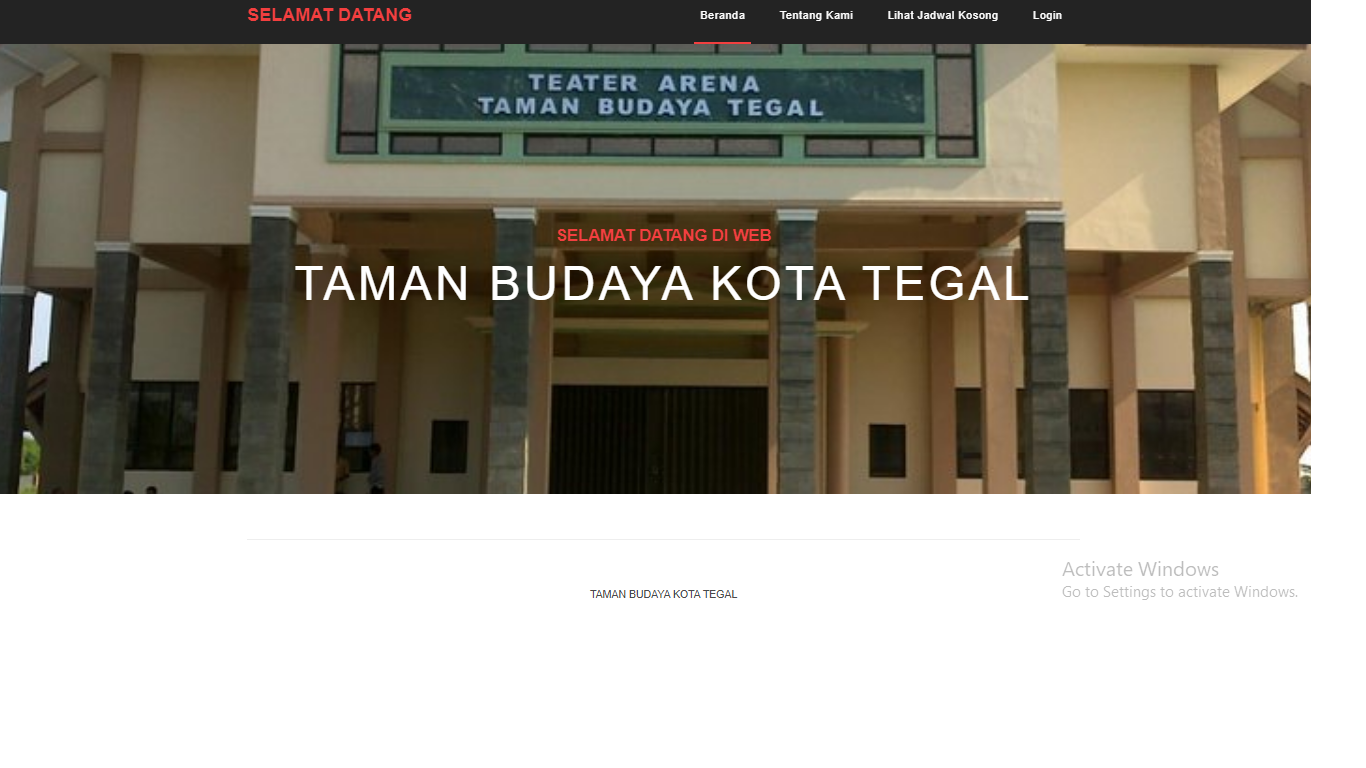 SELAMAT DATANG
Beranda Tentang Kami Lihat Jadwal Kosong Login
TEATER ARENA
TAMAN BUDAYA TEGAL
SELAMAT DATANG DI WEB
TAMAN BUDAYA KOTA TEGAL
Activate Windows
Go to Settings to activate Windows.
TAMAN BUDAYA KOTA TEGAL